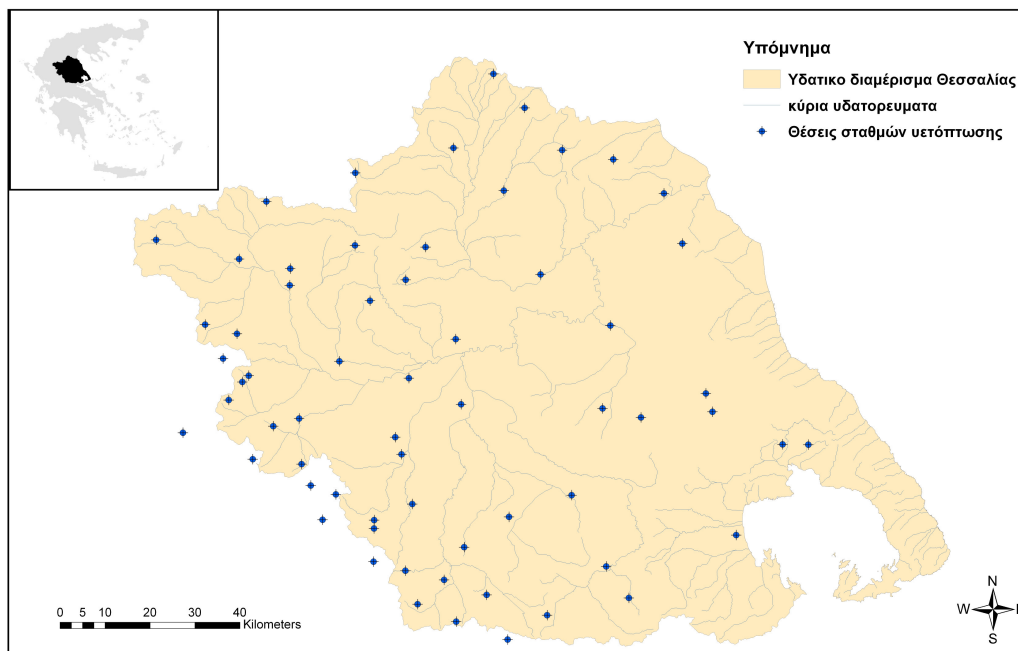 Υπόμνημα
Υδατικο διαμέρισμα Θεσσαλίας
κύρια υδατορευματα
Θέσεις σταθμών υετόπτωσης
0 5 10 20 30 40
Kilometers
N
W E
S